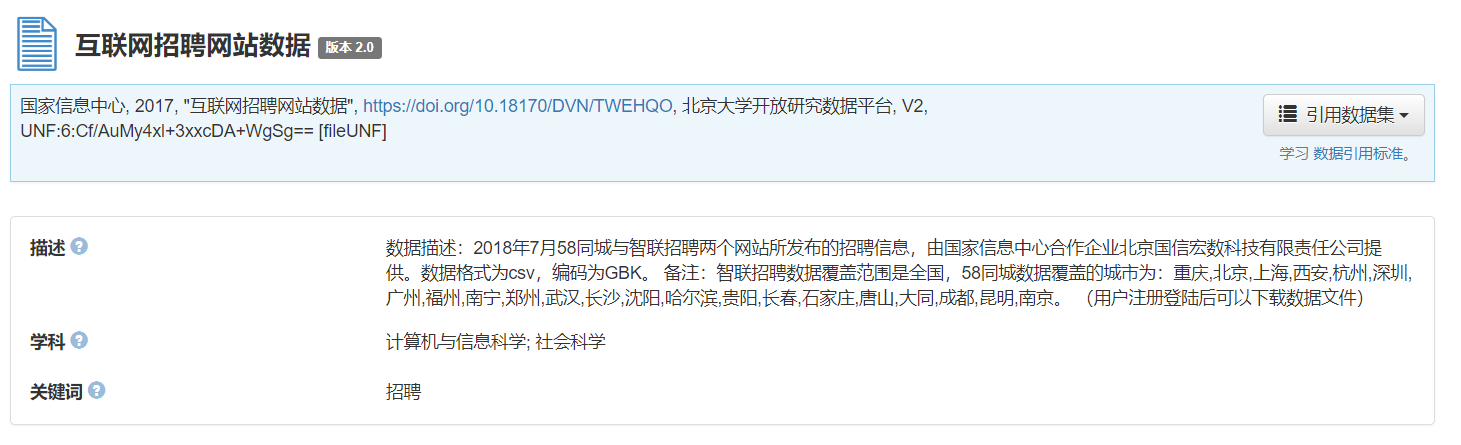 互联网招聘网站数据 版本 2.0
国家信息中心, 2017, "互联网招聘网站数据", https://doi.org/10.18170/DVN/TWEHQO, 北京大学开放研究数据平台, V2,
UNF:6:Cf/AuMy4xl+3xxcDA+WgSg== [fileUNF]
引用数据集
学习 数据引用标准。
描述
数据描述：2018年7月58同城与智联招聘两个网站所发布的招聘信息，由国家信息中心合作企业北京国信宏数科技有限责任公司提
供。数据格式为csv，编码为GBK。 备注：智联招聘数据覆盖范围是全国，58同城数据覆盖的城市为：重庆,北京,上海,西安,杭州,深圳,
广州,福州,南宁,郑州,武汉,长沙,沈阳,哈尔滨,贵阳,长春,石家庄,唐山,大同,成都,昆明,南京。 （用户注册登陆后可以下载数据文件）
学科
计算机与信息科学; 社会科学
关键词
招聘